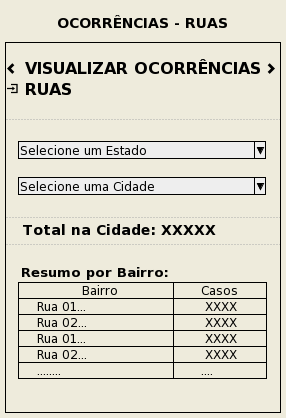 OCORRÊNCIAS - RUAS
VISUALIZAR OCORRÊNCIAS
RUAS
Selecione um Estado
Selecione uma Cidade
Total na Cidade: XXXXX
Resumo por Bairro:
Bairro Casos
Rua 01... XXXX
Rua 02... XXXX
Rua 01... XXXX
Rua 02... XXXX
........ ....